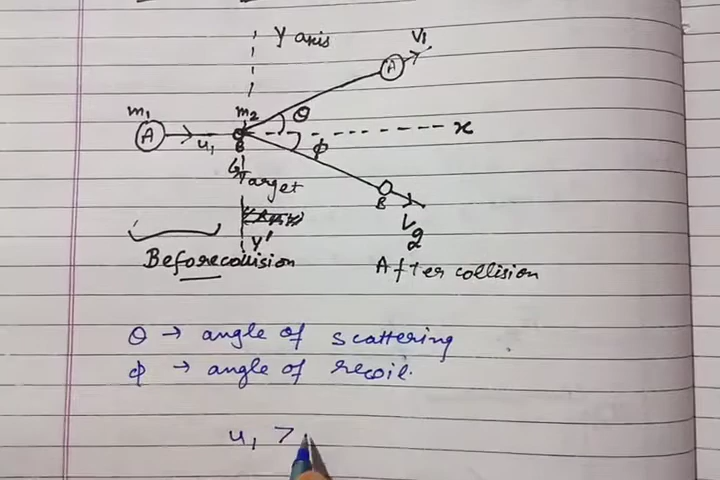 Y axis
V1
A
m1
m2
θ
A
u1
x
B
φ
Target
B
V2
Y'
Before collision
After collision
θ → angle of scattering
φ → angle of recoil.
u1 >